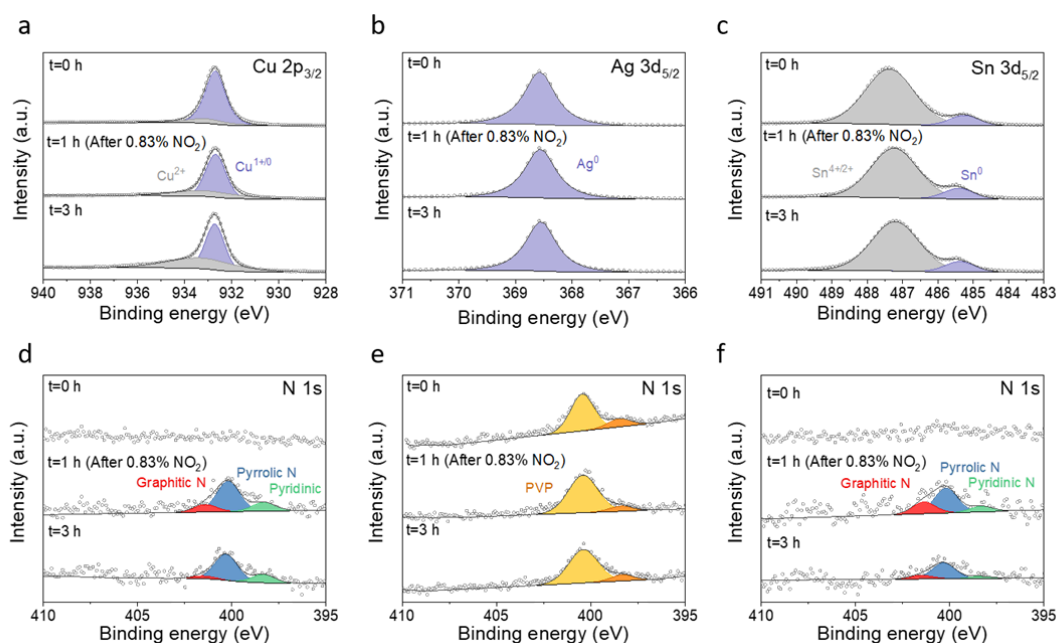 a
b
c
t=0 h
Cu 2p3/2
t=1 h (After 0.83% NO2)
Cu2+
Cu1+/0
t=3 h
Intensity (a.u.)
940 938 936 934 932 930 928
Binding energy (eV)
t=0 h
Ag 3d5/2
t=1 h (After 0.83% NO2)
Ag0
t=3 h
Intensity (a.u.)
371 370 369 368 367 366
Binding energy (eV)
t=0 h
Sn 3d5/2
t=1 h (After 0.83% NO2)
Sn4+/2+
Sn0
t=3 h
Intensity (a.u.)
491 490 489 488 487 486 485 484 483
Binding energy (eV)
d
e
f
t=0 h
N 1s
t=1 h (After 0.83% NO2)
Pyrrolic N
Graphitic N
Pyridinic
t=3 h
Intensity (a.u.)
410 405 400 395
Binding energy (eV)
t=0 h
N 1s
t=1 h (After 0.83% NO2)
PVP
t=3 h
Intensity (a.u.)
410 405 400 395
Binding energy (eV)
t=0 h
N 1s
t=1 h (After 0.83% NO2)
Pyrrolic N
Graphitic N
Pyridinic N
t=3 h
Intensity (a.u.)
410 405 400 395
Binding energy (eV)